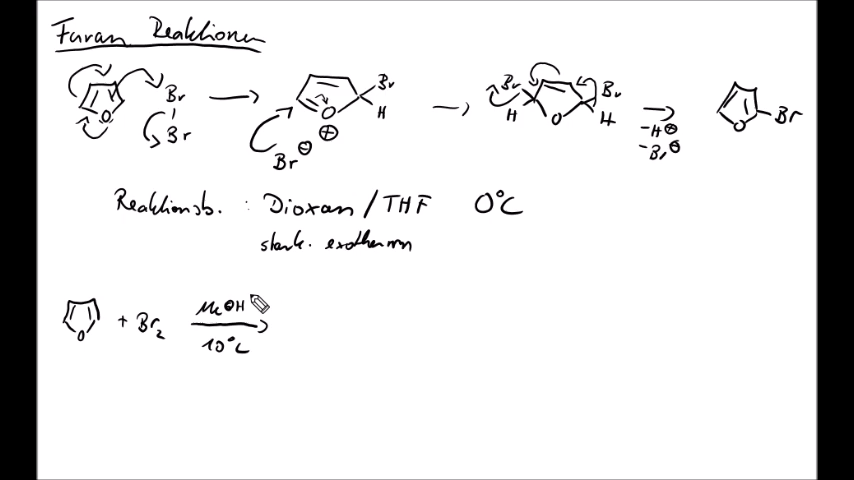 Furan Reaktionen
Br Br → Br H O ⊕ Br ⊖ → Br Br H O H → -H⊕ -Br⊖ O Br
Reaktionsb. : Dioxan / THF 0°C
stark. exotherm
O + Br2 MeOH 10°C →